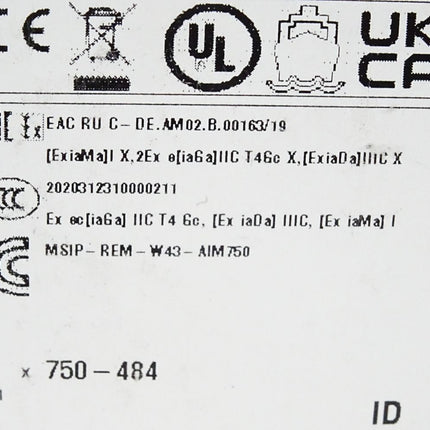 CE UL UK
CA
Ex EAC RU C-DE.AM02.B.00163/19
[ExiaMa]I X,2Ex e[iaGa]IIC T4Gc X,[ExiaDa]IIIC X
2020312310000211
Ex ec[iaGa] IIC T4 Gc, [Ex iaDa] IIIC, [Ex iaMa] I
MSIP-REM-W43-AIM750
x 750-484
ID